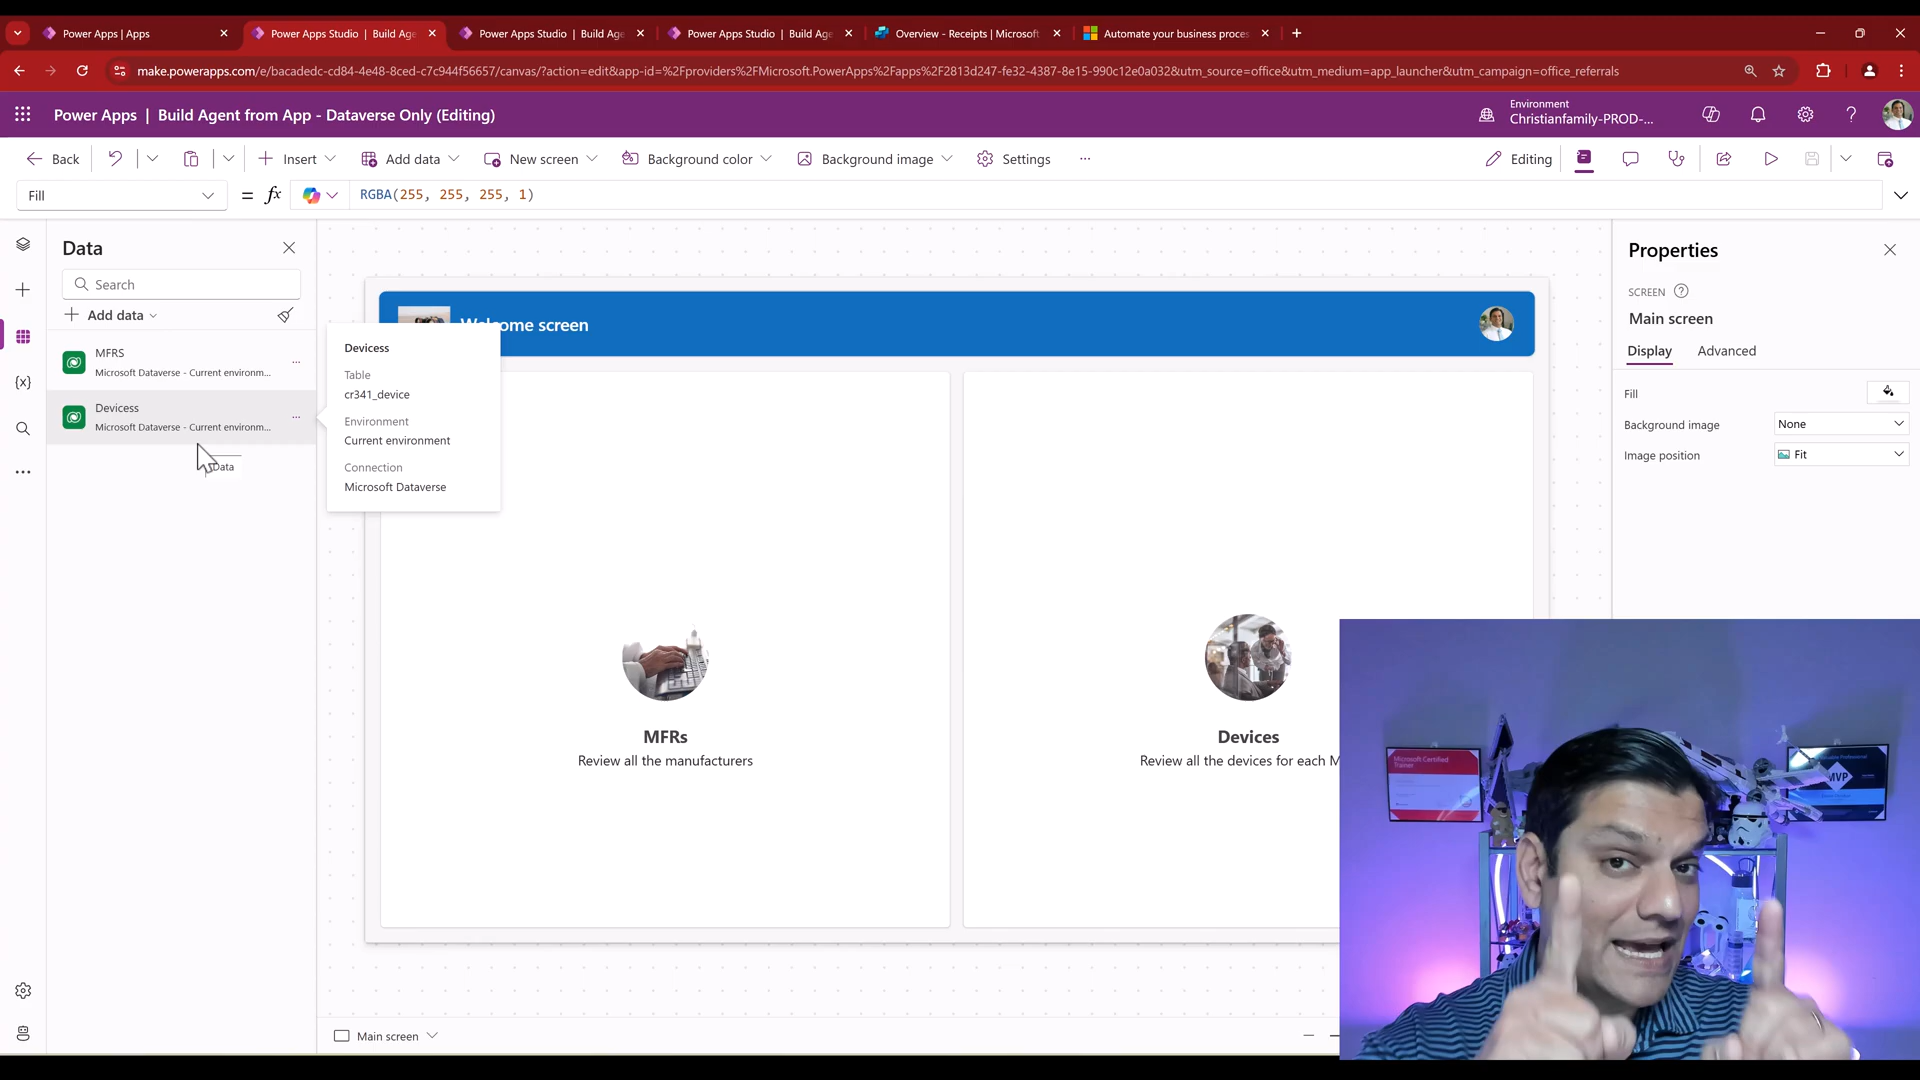 Power Apps | Apps
Power Apps Studio | Build Age
Power Apps Studio | Build Age
Power Apps Studio | Build Age
Overview - Receipts | Microsoft
Automate your business proces
make.powerapps.com/e/bacadedc-cd84-4e48-8ced-c7c944f56657/canvas/?action=edit&app-id=%2Fproviders%2FMicrosoft.PowerApps%2Fapps%2F2813d247-fe32-4387-8e15-990c12e0a032&utm_source=office&utm_medium=app_launcher&utm_campaign=office_referrals
Power Apps | Build Agent from App - Dataverse Only (Editing)
Environment
Christianfamily-PROD-...
Back
Insert
Add data
New screen
Background color
Background image
Settings
Editing
Fill
= fx
RGBA(255, 255, 255, 1)
Data
Search
Add data
MFRS
Microsoft Dataverse - Current environm...
Devicess
Microsoft Dataverse - Current environm...
Data
Devicess
Table
cr341_device
Environment
Current environment
Connection
Microsoft Dataverse
Welcome screen
MFRs
Review all the manufacturers
Devices
Review all the devices for each M
Main screen
Properties
SCREEN
Main screen
Display
Advanced
Fill
Background image
None
Image position
Fit
Microsoft Certified
Trainer
MVP